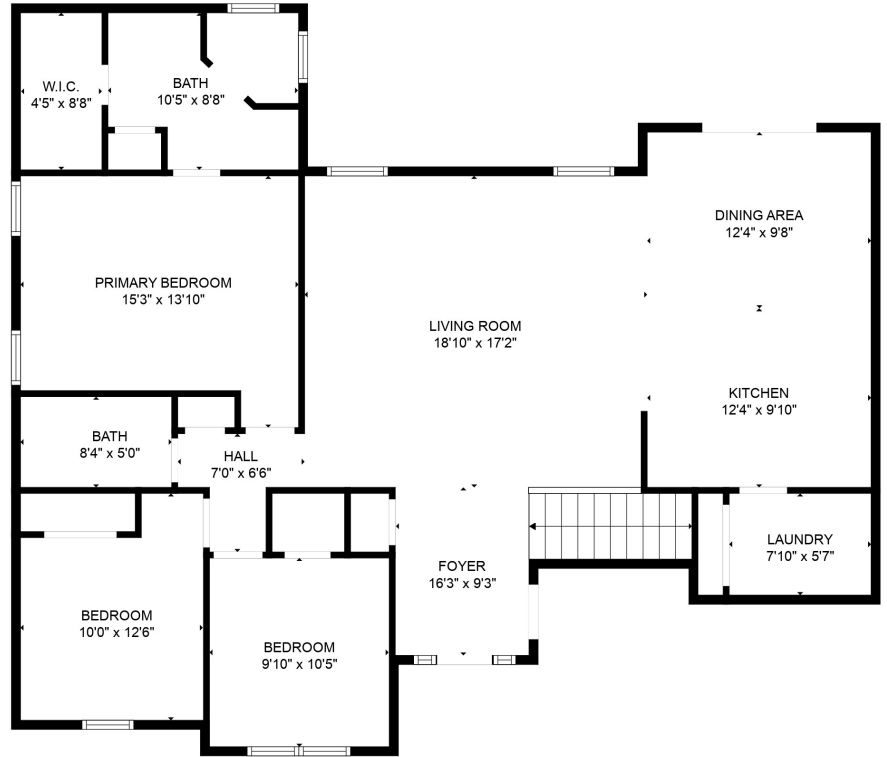 W.I.C.
4'5" x 8'8"
BATH
10'5" x 8'8"
DINING AREA
12'4" x 9'8"
PRIMARY BEDROOM
15'3" x 13'10"
LIVING ROOM
18'10" x 17'2"
KITCHEN
12'4" x 9'10"
BATH
8'4" x 5'0"
HALL
7'0" x 6'6"
LAUNDRY
7'10" x 5'7"
FOYER
16'3" x 9'3"
BEDROOM
10'0" x 12'6"
BEDROOM
9'10" x 10'5"